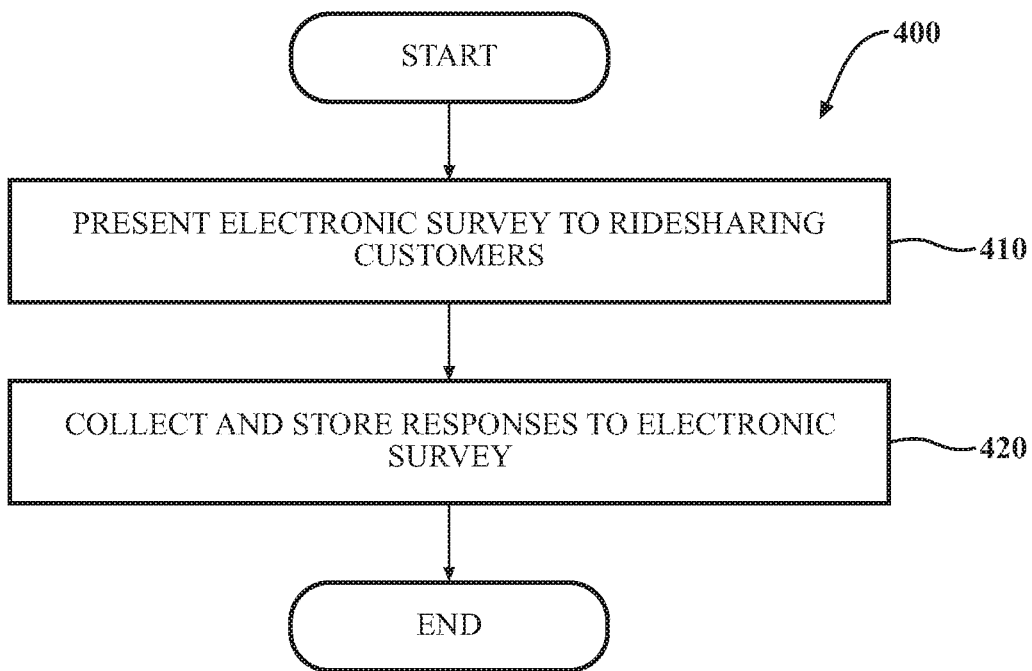 START
400
PRESENT ELECTRONIC SURVEY TO RIDESHARING
CUSTOMERS
410
COLLECT AND STORE RESPONSES TO ELECTRONIC
SURVEY
420
END